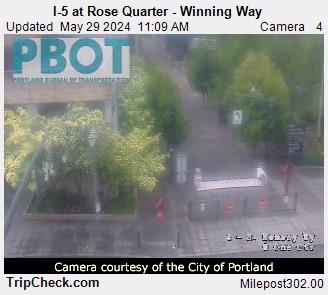 I-5 at Rose Quarter - Winning Way
Updated May 29 2024 11:09 AM Camera 4
PBOT
PORTLAND BUREAU OF TRANSPORTATION
Camera courtesy of the City of Portland
TripCheck.com Milepost302.00